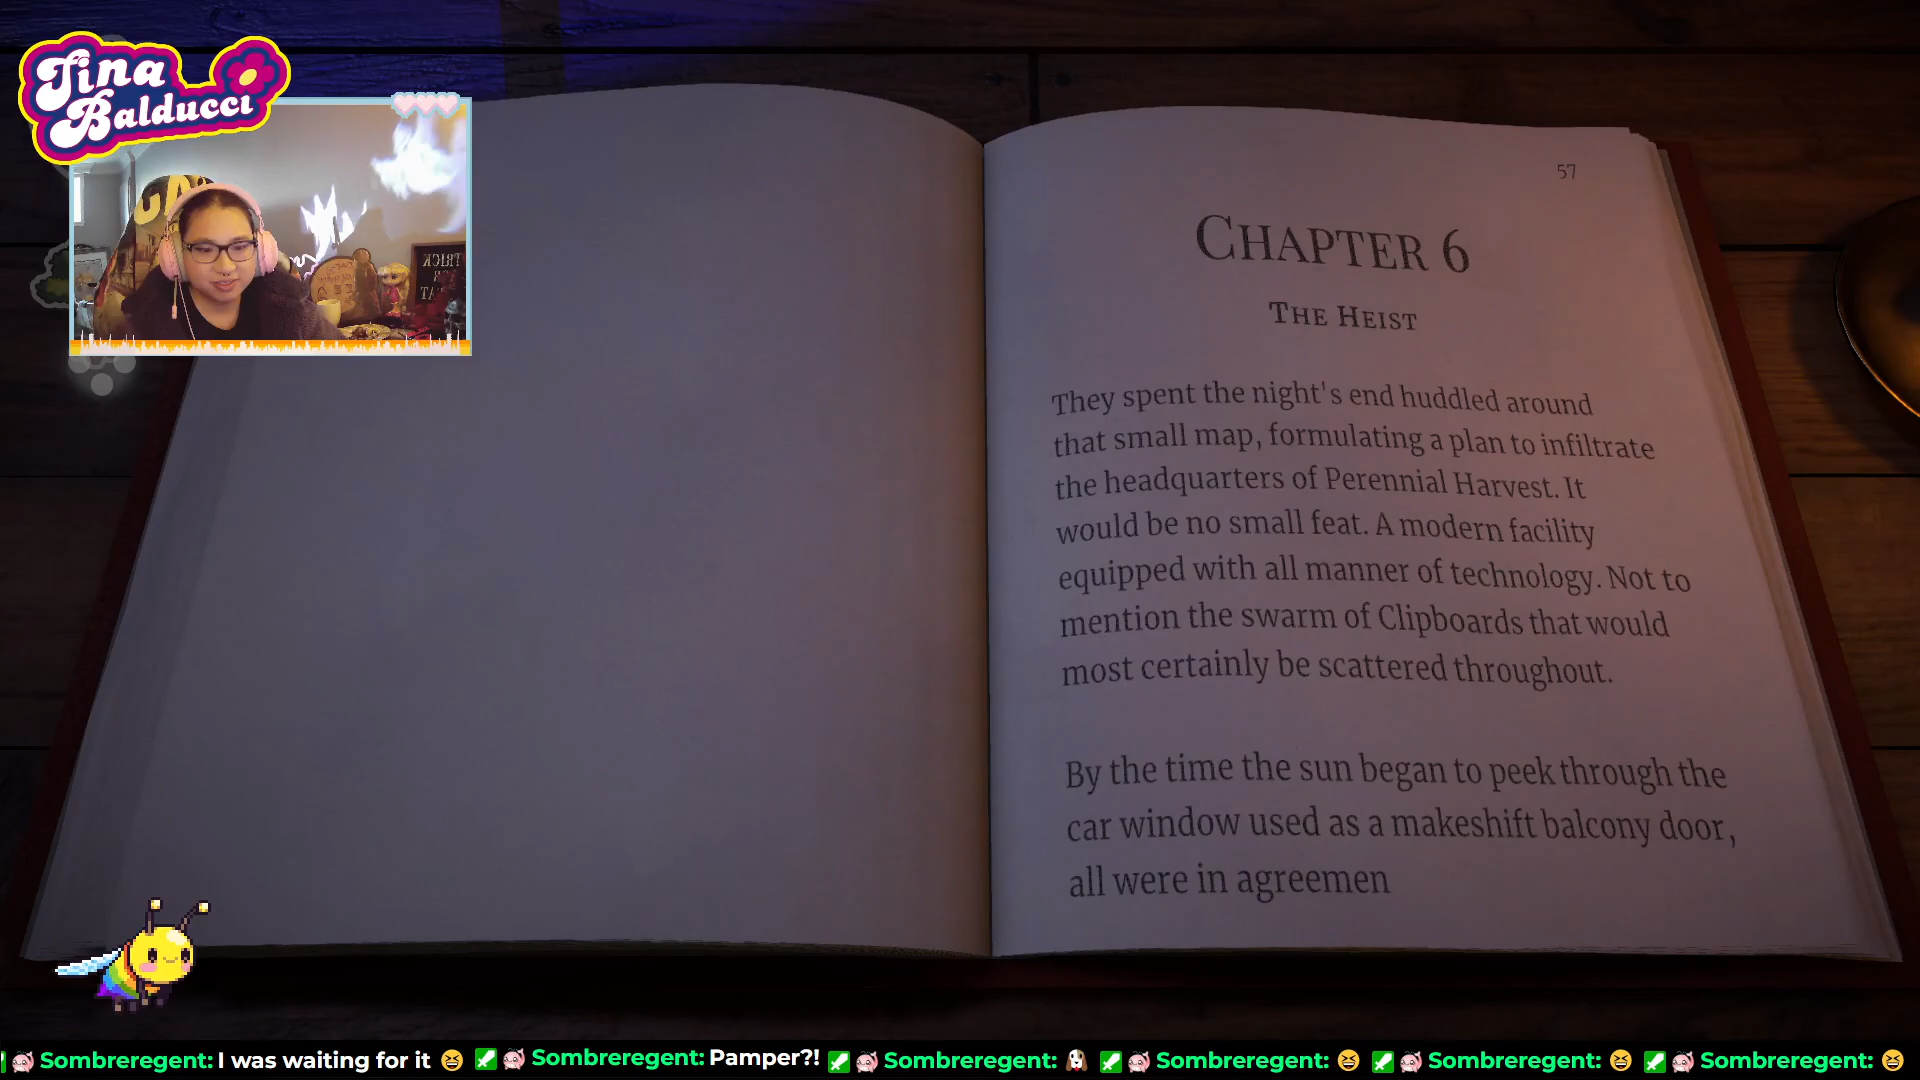 Tina
Balducci
TRICK
OR
TREAT
57
CHAPTER 6
THE HEIST
They spent the night's end huddled around
that small map, formulating a plan to infiltrate
the headquarters of Perennial Harvest. It
would be no small feat. A modern facility
equipped with all manner of technology. Not to
mention the swarm of Clipboards that would
most certainly be scattered throughout.
By the time the sun began to peek through the
car window used as a makeshift balcony door,
all were in agreemen
Sombreregent: I was waiting for it 😆 Sombreregent: Pamper?! Sombreregent: 🐶 Sombreregent: 😆 Sombreregent: 😆 Sombreregent: 😆